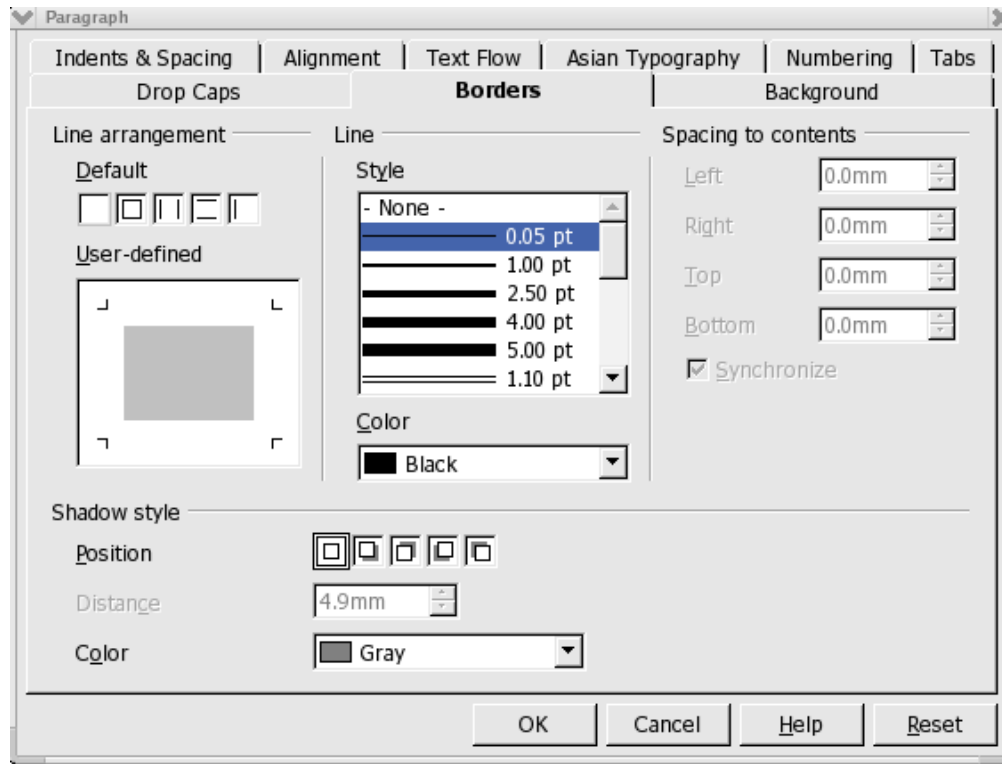 Paragraph
Indents & Spacing
Alignment
Text Flow
Asian Typography
Numbering
Tabs
Drop Caps
Borders
Background
Line arrangement
Default
User-defined
Line
Style
- None -
0.05 pt
1.00 pt
2.50 pt
4.00 pt
5.00 pt
1.10 pt
Color
Black
Spacing to contents
Left 0.0mm
Right 0.0mm
Top 0.0mm
Bottom 0.0mm
Synchronize
Shadow style
Position
Distance 4.9mm
Color Gray
OK
Cancel
Help
Reset